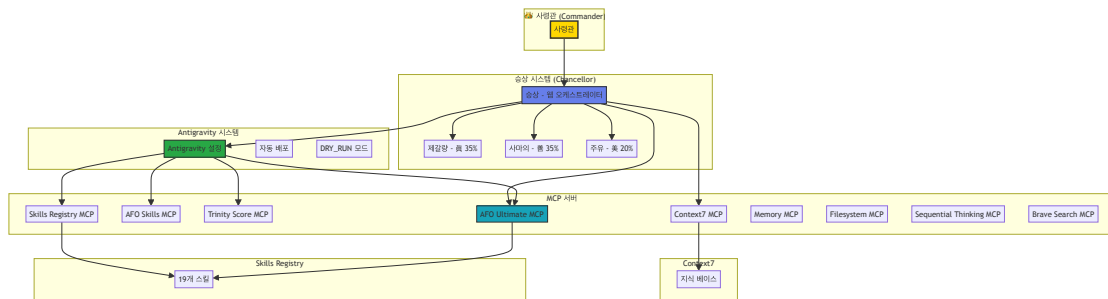 👑 사령관 (Commander)
사령관
승상 시스템 (Chancellor)
승상 - 웹 오케스트레이터
제갈량 - 眞 35%
사마의 - 善 35%
주유 - 美 20%
Antigravity 시스템
Antigravity 설정
자동 배포
DRY_RUN 모드
MCP 서버
Skills Registry MCP
AFO Skills MCP
Trinity Score MCP
AFO Ultimate MCP
Context7 MCP
Memory MCP
Filesystem MCP
Sequential Thinking MCP
Brave Search MCP
Skills Registry
19개 스킬
Context7
지식 베이스